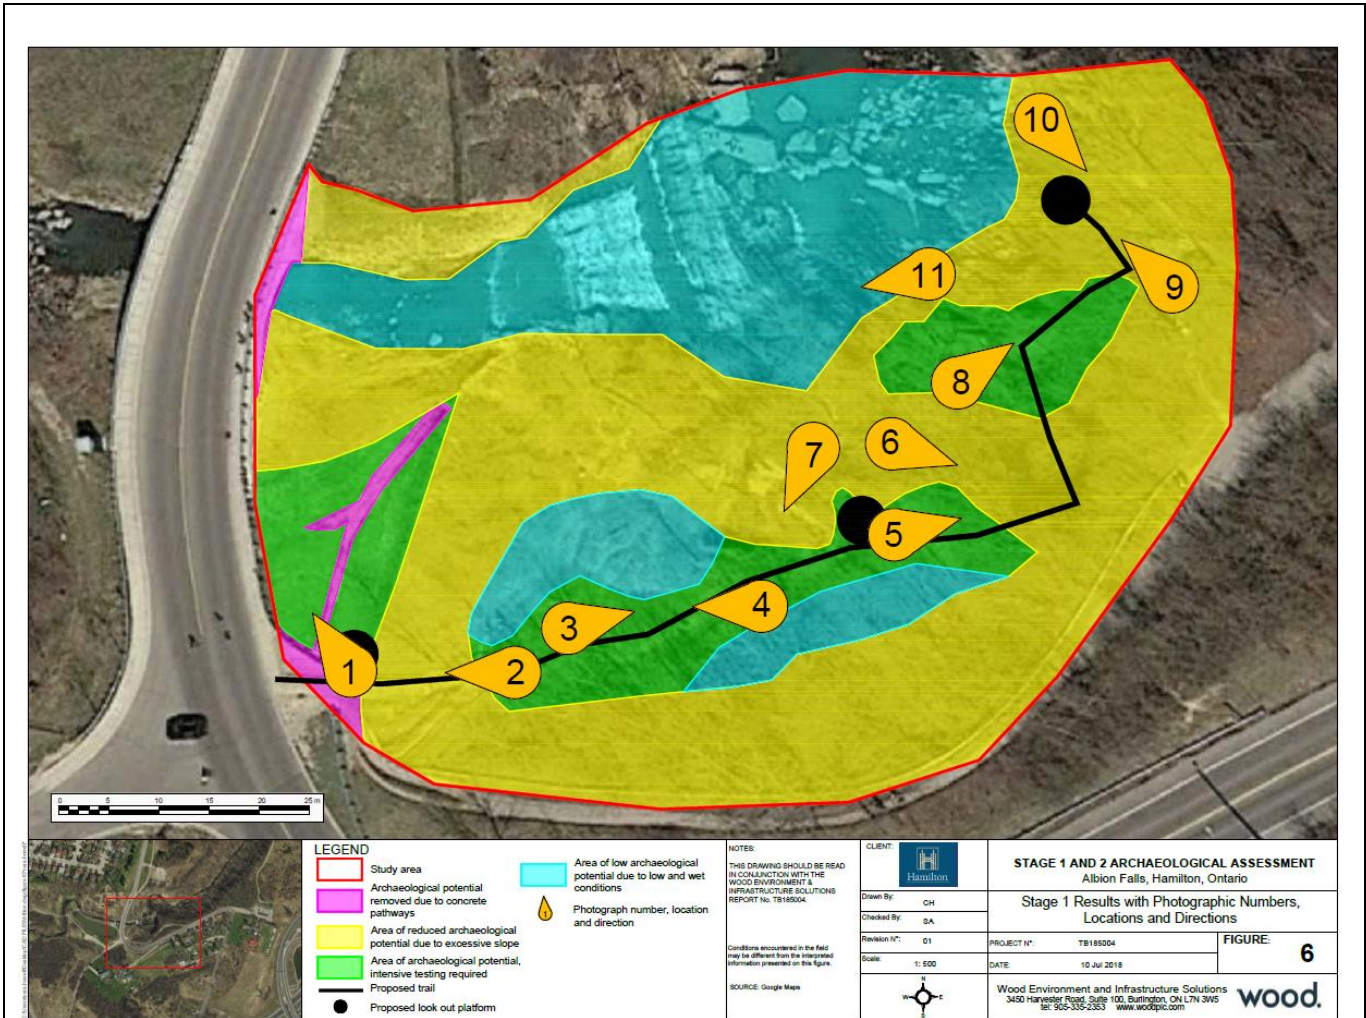 10
11
9
8
7
6
5
4
3
2
1
0 5 10 15 20 25 m
LEGEND
Study area
Archaeological potential
removed due to concrete
pathways
Area of reduced archaeological
potential due to excessive slope
Area of archaeological potential,
intensive testing required
Proposed trail
Proposed look out platform
Area of low archaeological
potential due to low and wet
conditions
1
Photograph number, location
and direction
NOTES:
THIS DRAWING SHOULD BE READ
IN CONJUNCTION WITH THE
WOOD ENVIRONMENT &
INFRASTRUCTURE SOLUTIONS
REPORT No. TB185004.
Conditions encountered in the field
may be different from the interpreted
information presented on this figure.
SOURCE: Google Maps
CLIENT:
Hamilton
Drawn By: CH
Checked By: SA
Revision N°: 01
Scale: 1: 500
N
W E
S
STAGE 1 AND 2 ARCHAEOLOGICAL ASSESSMENT
Albion Falls, Hamilton, Ontario
Stage 1 Results with Photographic Numbers,
Locations and Directions
PROJECT N°: TB185004
DATE: 10 Jul 2018
FIGURE: 6
Wood Environment and Infrastructure Solutions
3450 Harvester Road, Suite 100, Burlington, ON L7N 3W5
tel: 905-335-2353 www.woodplc.com
wood.